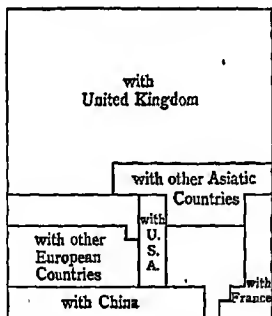 with
United Kingdom
with other Asiatic
Countries
with
U.
S.
A.
with other
European
Countries
with
France
with China